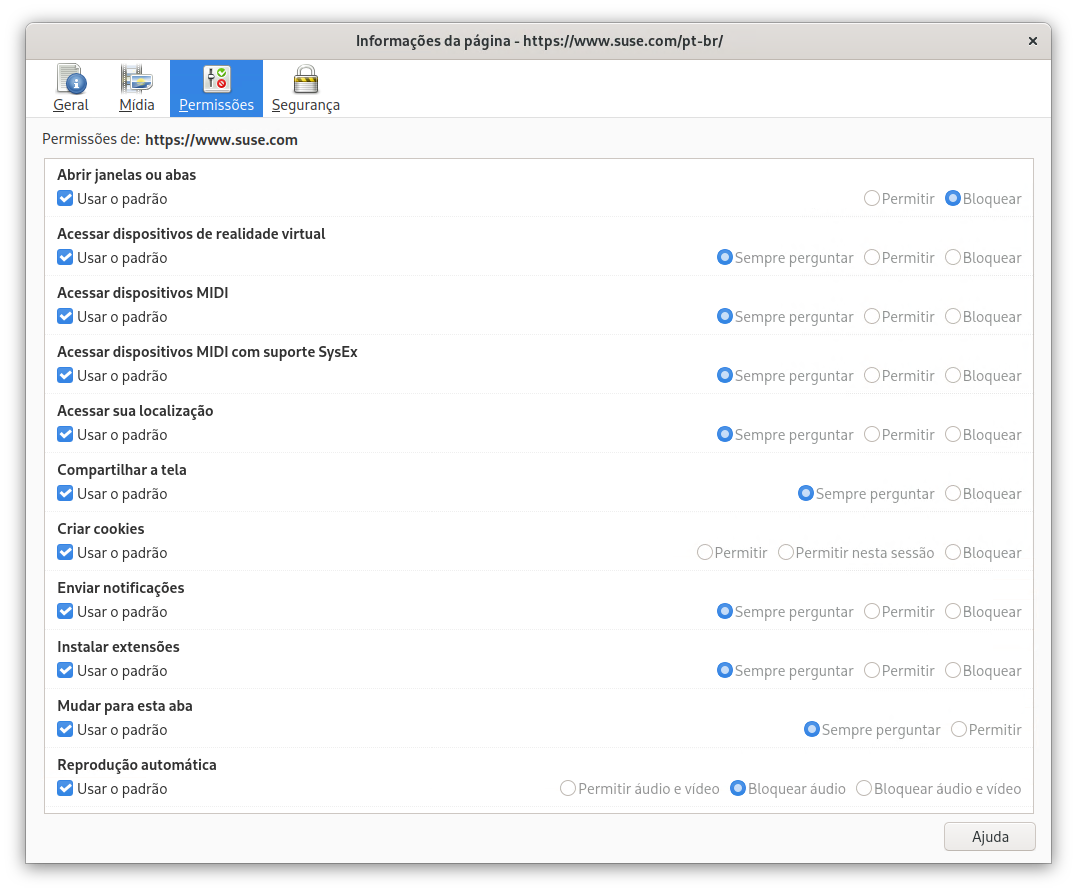 Informações da página - https://www.suse.com/pt-br/
Geral Mídia Permissões Segurança
Permissões de: https://www.suse.com
Abrir janelas ou abas
Usar o padrão Permitir Bloquear
Acessar dispositivos de realidade virtual
Usar o padrão Sempre perguntar Permitir Bloquear
Acessar dispositivos MIDI
Usar o padrão Sempre perguntar Permitir Bloquear
Acessar dispositivos MIDI com suporte SysEx
Usar o padrão Sempre perguntar Permitir Bloquear
Acessar sua localização
Usar o padrão Sempre perguntar Permitir Bloquear
Compartilhar a tela
Usar o padrão Sempre perguntar Bloquear
Criar cookies
Usar o padrão Permitir Permitir nesta sessão Bloquear
Enviar notificações
Usar o padrão Sempre perguntar Permitir Bloquear
Instalar extensões
Usar o padrão Sempre perguntar Permitir Bloquear
Mudar para esta aba
Usar o padrão Sempre perguntar Permitir
Reprodução automática
Usar o padrão Permitir áudio e vídeo Bloquear áudio Bloquear áudio e vídeo
Ajuda